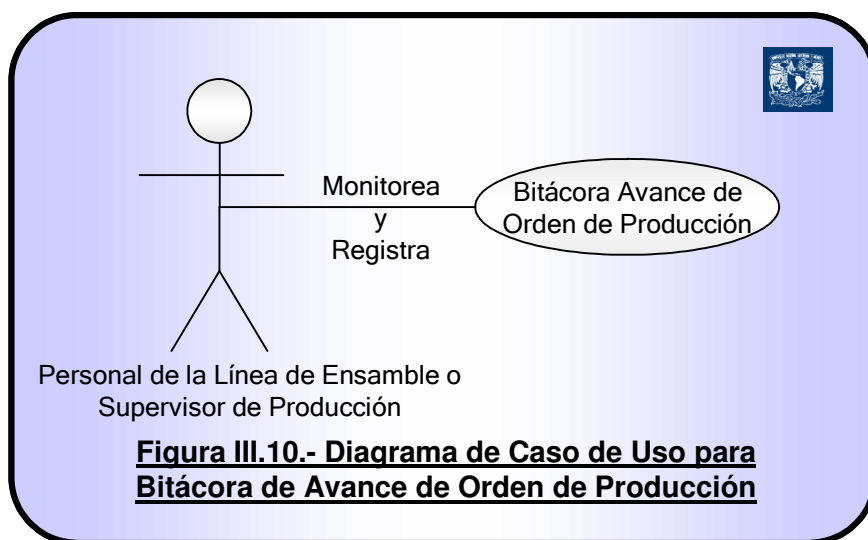 Monitorea
y
Registra
Bitácora Avance de
Orden de Producción
Personal de la Línea de Ensamble o
Supervisor de Producción
Figura III.10.- Diagrama de Caso de Uso para
Bitácora de Avance de Orden de Producción